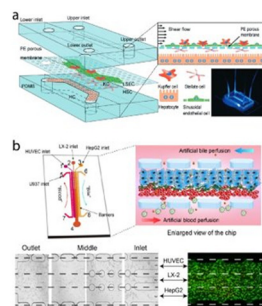 a
Lower inlet
Upper inlet
Lower outlet
Upper outlet
PE porous
membrane
PDMS
HC
KC
SEC
HSC
Shear flow
PE porous
membrane
Kupffer cell
Stellate cell
Hepatocyte
Sinusoidal
endothelial cell
b
HUVEC inlet
LX-2 inlet
HepG2 inlet
U937 inlet
Barriers
Artificial bile perfusion
Artificial blood perfusion
Enlarged view of the chip
Outlet
Middle
Inlet
HUVEC
LX-2
HepG2